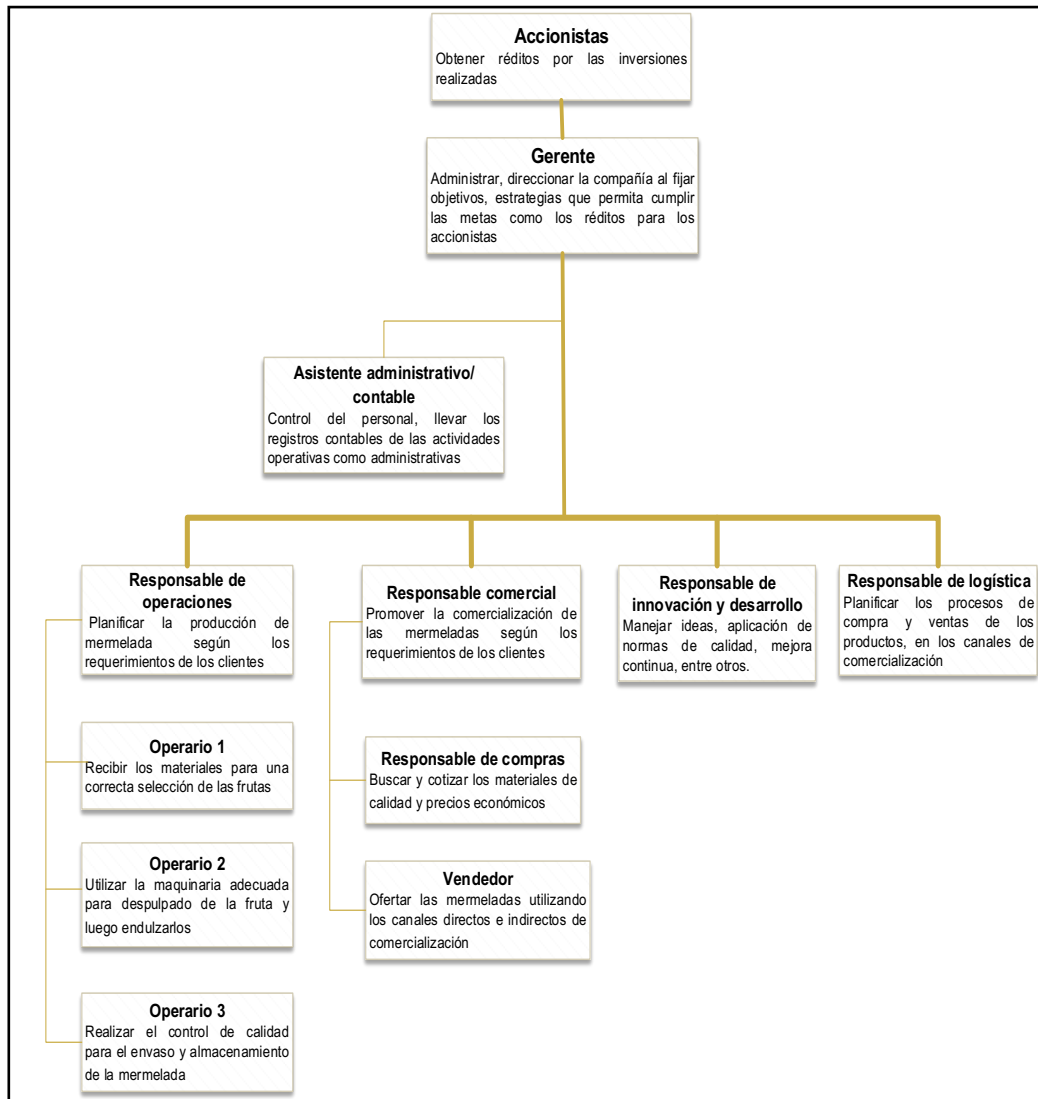 Accionistas
Obtener réditos por las inversiones
realizadas
Gerente
Administrar, direccionar la compañía al fijar
objetivos, estrategias que permita cumplir
las metas como los réditos para los
accionistas
Asistente administrativo/
contable
Control del personal, llevar los
registros contables de las actividades
operativas como administrativas
Responsable de
operaciones
Planificar la producción de
mermelada según los
requerimientos de los clientes
Operario 1
Recibir los materiales para una
correcta selección de las frutas
Operario 2
Utilizar la maquinaria adecuada
para despulpado de la fruta y
luego endulzarlos
Operario 3
Realizar el control de calidad
para el envaso y almacenamiento
de la mermelada
Responsable comercial
Promover la comercialización de
las mermeladas según los
requerimientos de los clientes
Responsable de compras
Buscar y cotizar los materiales de
calidad y precios económicos
Vendedor
Ofertar las mermeladas utilizando
los canales directos e indirectos de
comercialización
Responsable de
innovación y desarrollo
Manejar ideas, aplicación de
normas de calidad, mejora
continua, entre otros.
Responsable de logística
Planificar los procesos de
compra y ventas de los
productos, en los canales de
comercialización